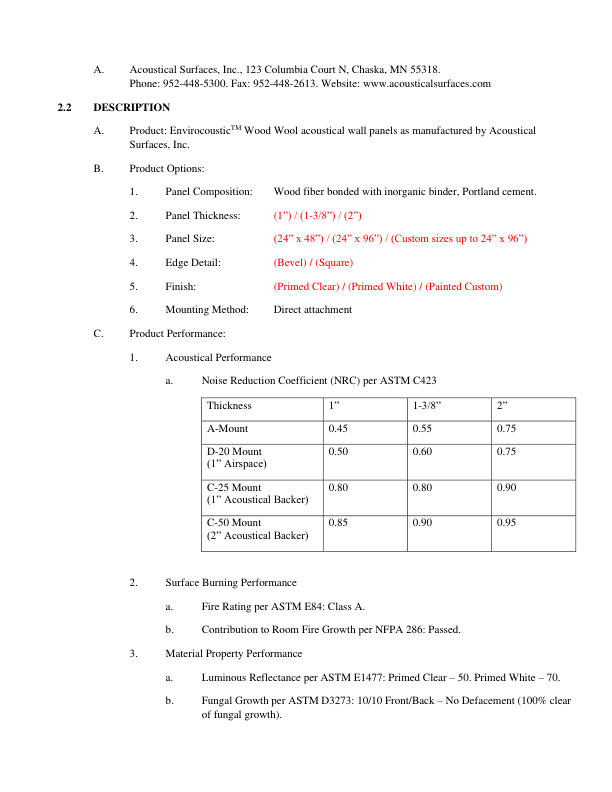 A. Acoustical Surfaces, Inc., 123 Columbia Court N, Chaska, MN 55318.
Phone: 952-448-5300. Fax: 952-448-2613. Website: www.acousticalsurfaces.com
2.2 DESCRIPTION
A. Product: Envirocoustic™ Wood Wool acoustical wall panels as manufactured by Acoustical
Surfaces, Inc.
B. Product Options:
1. Panel Composition: Wood fiber bonded with inorganic binder, Portland cement.
2. Panel Thickness: (1”) / (1-3/8”) / (2”)
3. Panel Size: (24” x 48”) / (24” x 96”) / (Custom sizes up to 24” x 96”)
4. Edge Detail: (Bevel) / (Square)
5. Finish: (Primed Clear) / (Primed White) / (Painted Custom)
6. Mounting Method: Direct attachment
C. Product Performance:
1. Acoustical Performance
a. Noise Reduction Coefficient (NRC) per ASTM C423
Thickness 1” 1-3/8” 2”
A-Mount 0.45 0.55 0.75
D-20 Mount 0.50 0.60 0.75
(1” Airspace)
C-25 Mount 0.80 0.80 0.90
(1” Acoustical Backer)
C-50 Mount 0.85 0.90 0.95
(2” Acoustical Backer)
2. Surface Burning Performance
a. Fire Rating per ASTM E84: Class A.
b. Contribution to Room Fire Growth per NFPA 286: Passed.
3. Material Property Performance
a. Luminous Reflectance per ASTM E1477: Primed Clear – 50. Primed White – 70.
b. Fungal Growth per ASTM D3273: 10/10 Front/Back – No Defacement (100% clear
of fungal growth).